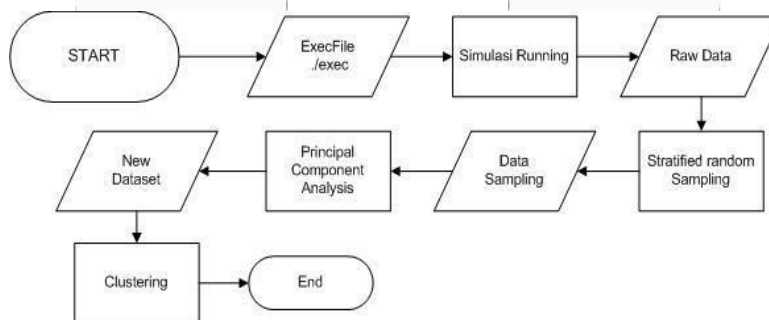 START
ExecFile
./exec
Simulasi Running
Raw Data
Stratified random
Sampling
Data
Sampling
Principal
Component
Analysis
New
Dataset
Clustering
End